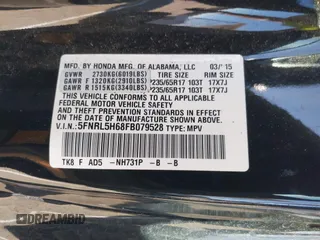 MFD. BY HONDA MFG. OF ALABAMA, LLC 03/ 15
GVWR 2730KG(6019LBS) TIRE SIZE RIM SIZE
GAWR F 1320KG(2910LBS) P235/65R17 103T 17X7J
GAWR R 1515KG(3340LBS) P235/65R17 103T 17X7J
THIS VEHICLE CONFORMS TO ALL APPLICABLE
FEDERAL MOTOR VEHICLE SAFETY AND
THEFT PREVENTION STANDARDS IN EFFECT ON
THE DATE OF MANUFACTURE SHOWN ABOVE.
V.I.N: 5FNRL5H68FB079528 TYPE: MPV
TK8 F AD5 -NH731P -B -B
DREAMBID